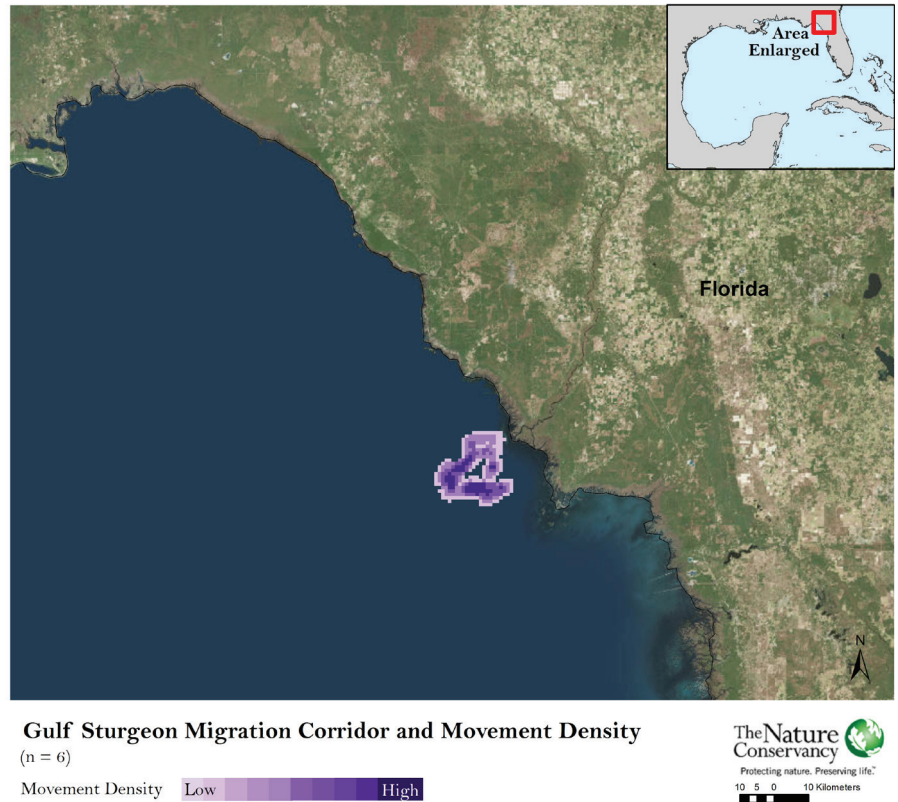 Area
Enlarged
Florida
N
Gulf Sturgeon Migration Corridor and Movement Density
(n = 6)
Movement Density Low High
The Nature
Conservancy
Protecting nature. Preserving life.™
10 5 0 10 Kilometers